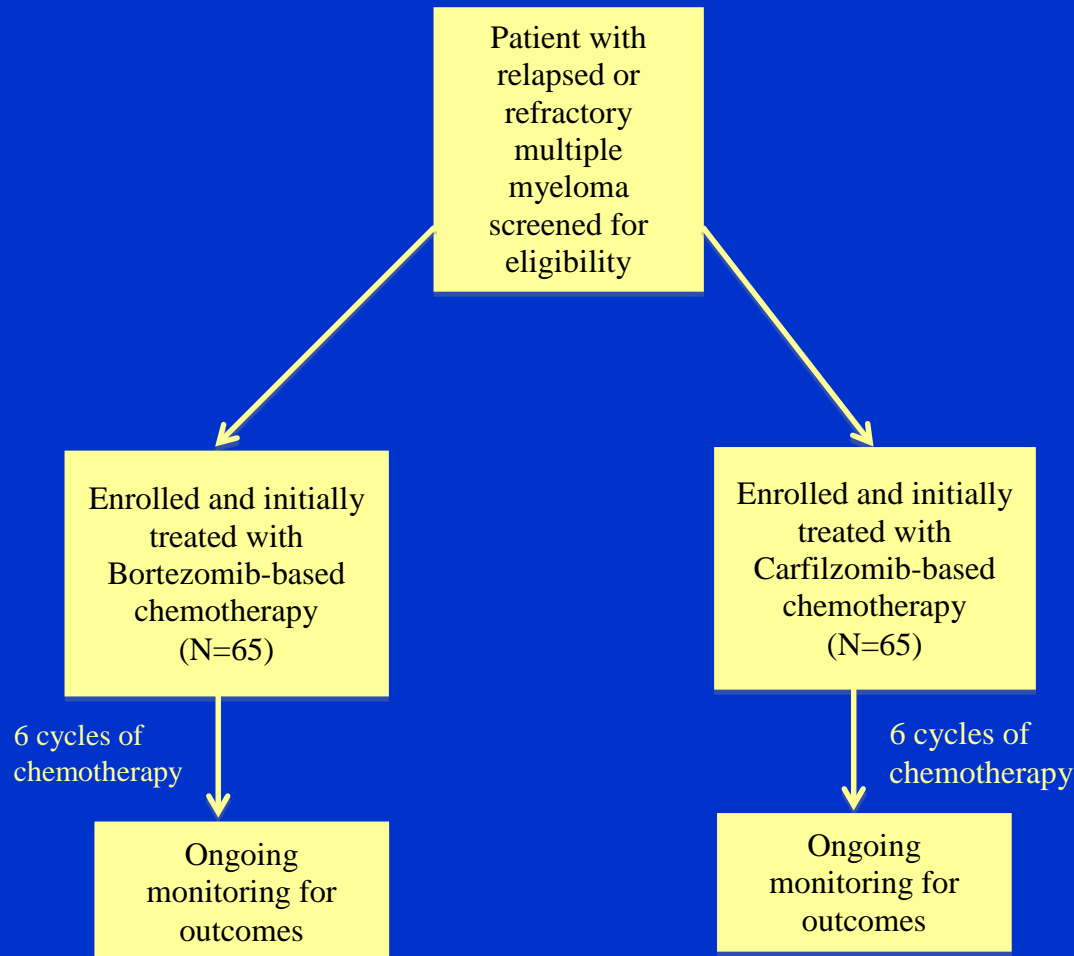 Patient with
relapsed or
refractory
multiple
myeloma
screened for
eligibility
Enrolled and initially
treated with
Bortezomib-based
chemotherapy
(N=65)
Enrolled and initially
treated with
Carfilzomib-based
chemotherapy
(N=65)
6 cycles of
chemotherapy
6 cycles of
chemotherapy
Ongoing
monitoring for
outcomes
Ongoing
monitoring for
outcomes